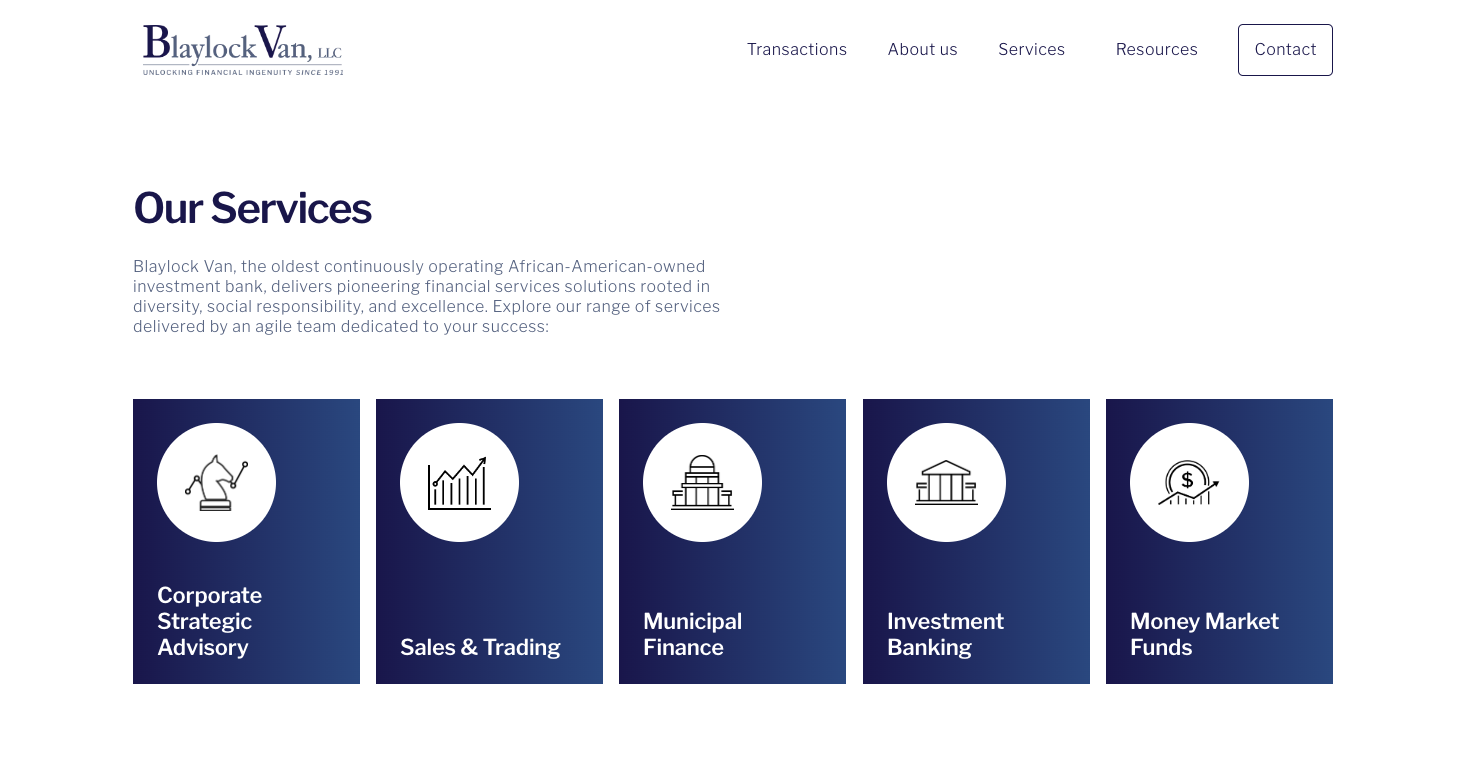 Blaylock Van, LLC
UNLOCKING FINANCIAL INGENUITY SINCE 1991
Transactions
About us
Services
Resources
Contact
Our Services
Blaylock Van, the oldest continuously operating African-American-owned
investment bank, delivers pioneering financial services solutions rooted in
diversity, social responsibility, and excellence. Explore our range of services
delivered by an agile team dedicated to your success:
Corporate
Strategic
Advisory
Sales & Trading
Municipal
Finance
Investment
Banking
$
Money Market
Funds